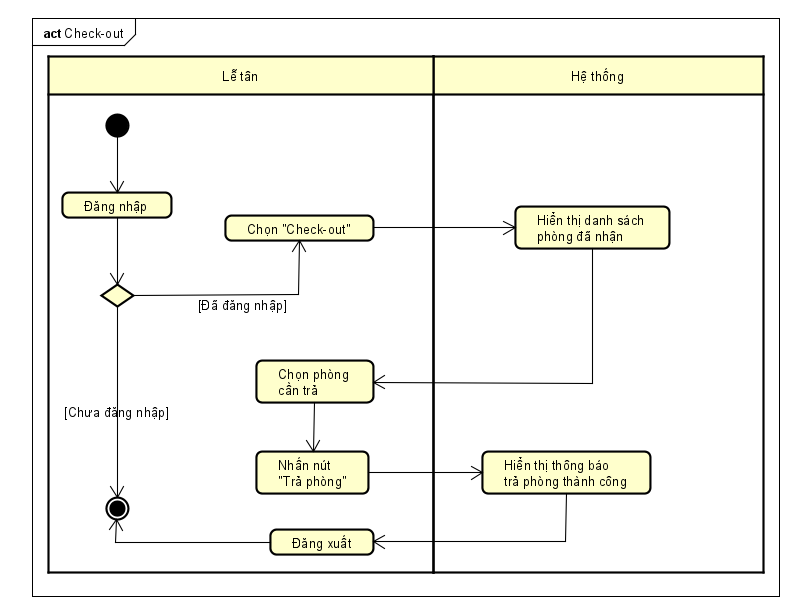 act Check-out
Lễ tân
Hệ thống
Đăng nhập
Chọn "Check-out"
Hiển thị danh sách
phòng đã nhận
[Đã đăng nhập]
Chọn phòng
cần trả
[Chưa đăng nhập]
Nhấn nút
"Trả phòng"
Hiển thị thông báo
trả phòng thành công
Đăng xuất